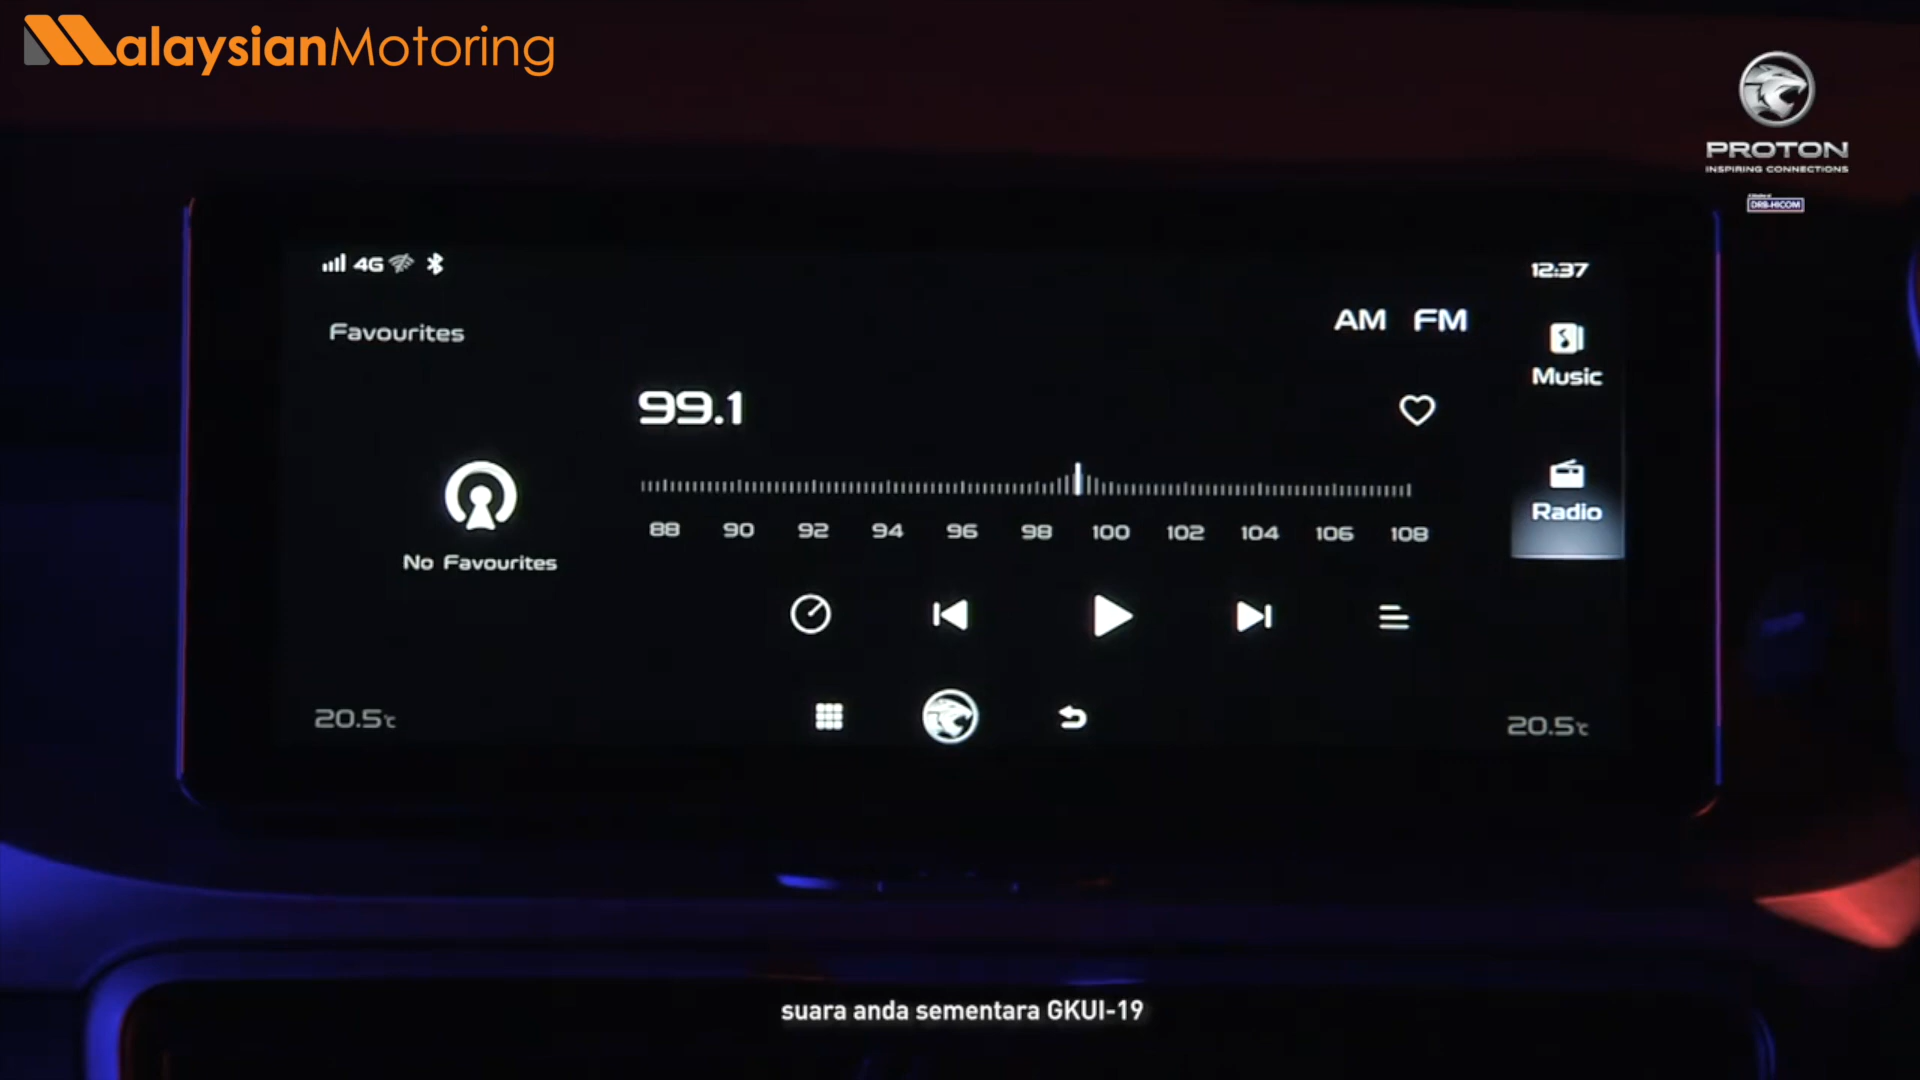 MalaysianMotoring
PROTON
INSPIRING CONNECTIONS
DRB-HICOM
4G
12:37
Favourites
AM FM
Music
99.1
88 90 92 94 96 98 100 102 104 106 108
Radio
No Favourites
20.5℃
20.5℃
suara anda sementara GKUI-19